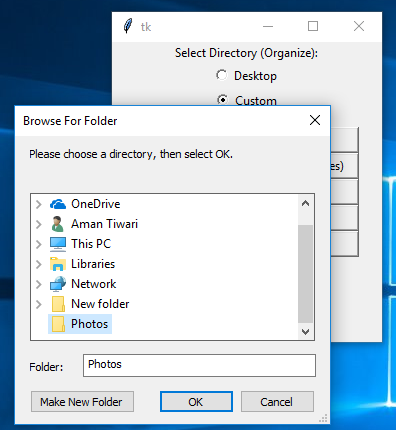 tk
Select Directory (Organize):
Desktop
Custom
Browse For Folder
Please choose a directory, then select OK.
es)
OneDrive
Aman Tiwari
This PC
Libraries
Network
New folder
Photos
Folder: Photos
Make New Folder OK Cancel